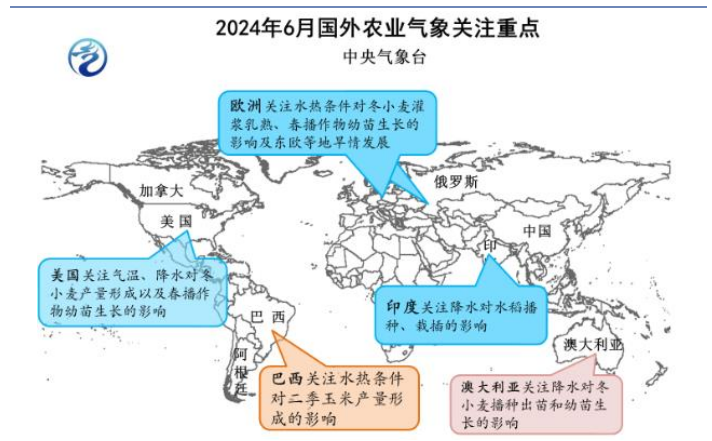 2024年6月国外农业气象关注重点
中央气象台
欧洲关注水热条件对冬小麦灌
浆乳熟、春播作物幼苗生长的
影响及东欧等地旱情发展
加拿大
俄罗斯
美国
中国
印
美国关注气温、降水对冬
小麦产量形成以及春播作
物幼苗生长的影响
印度关注降水对水稻播
种、栽插的影响
巴西
澳大利亚
阿根廷
巴西关注水热条件
对二季玉米产量形
成的影响
澳大利亚关注降水对冬
小麦播种出苗和幼苗生
长的影响